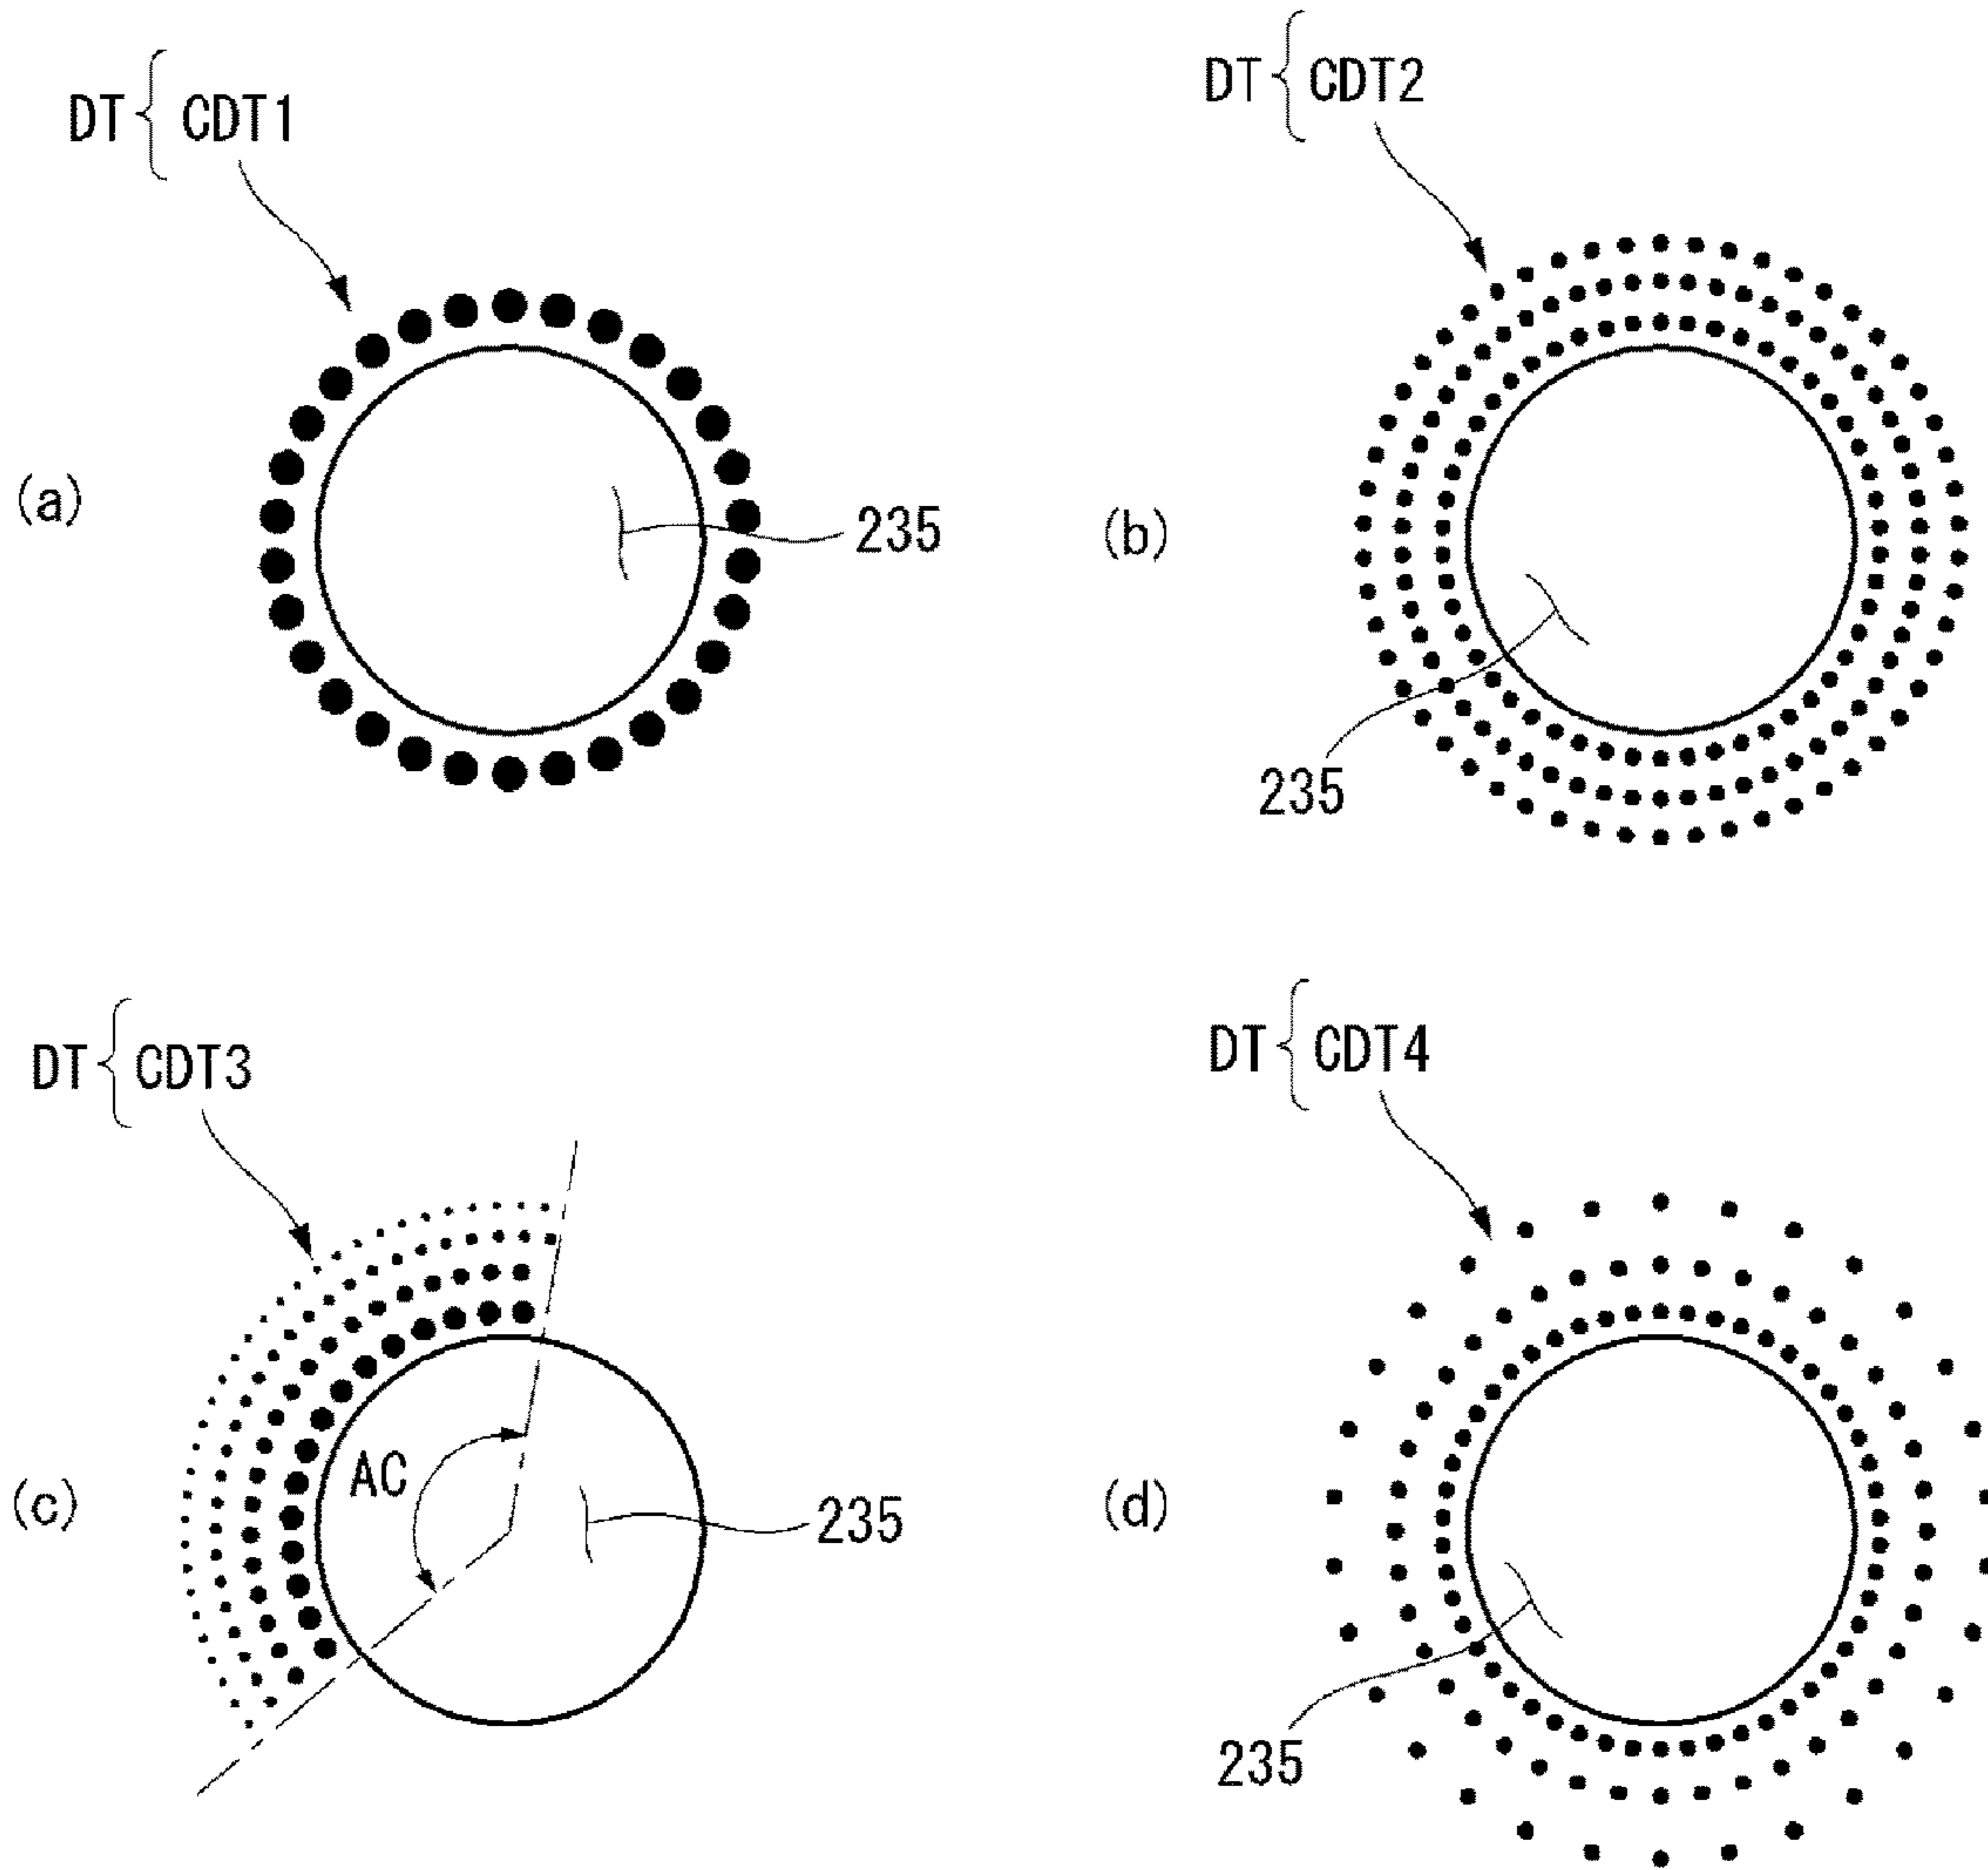 DT { CDT1
DT { CDT2
(a)
235
(b)
235
DT { CDT3
DT { CDT4
AC
(c)
235
(d)
235